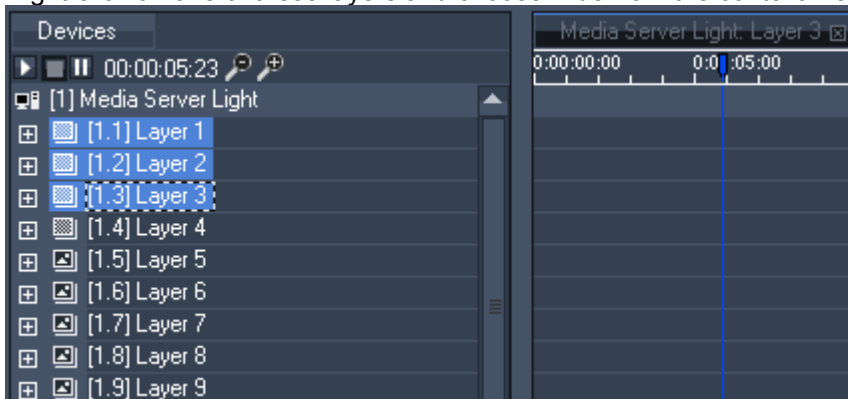 Devices
Media Server Light: Layer 3
00:00:05:23
0:00:00:00
:05:00
[1] Media Server Light
[1.1] Layer 1
[1.2] Layer 2
[1.3] Layer 3
[1.4] Layer 4
[1.5] Layer 5
[1.6] Layer 6
[1.7] Layer 7
[1.8] Layer 8
[1.9] Layer 9